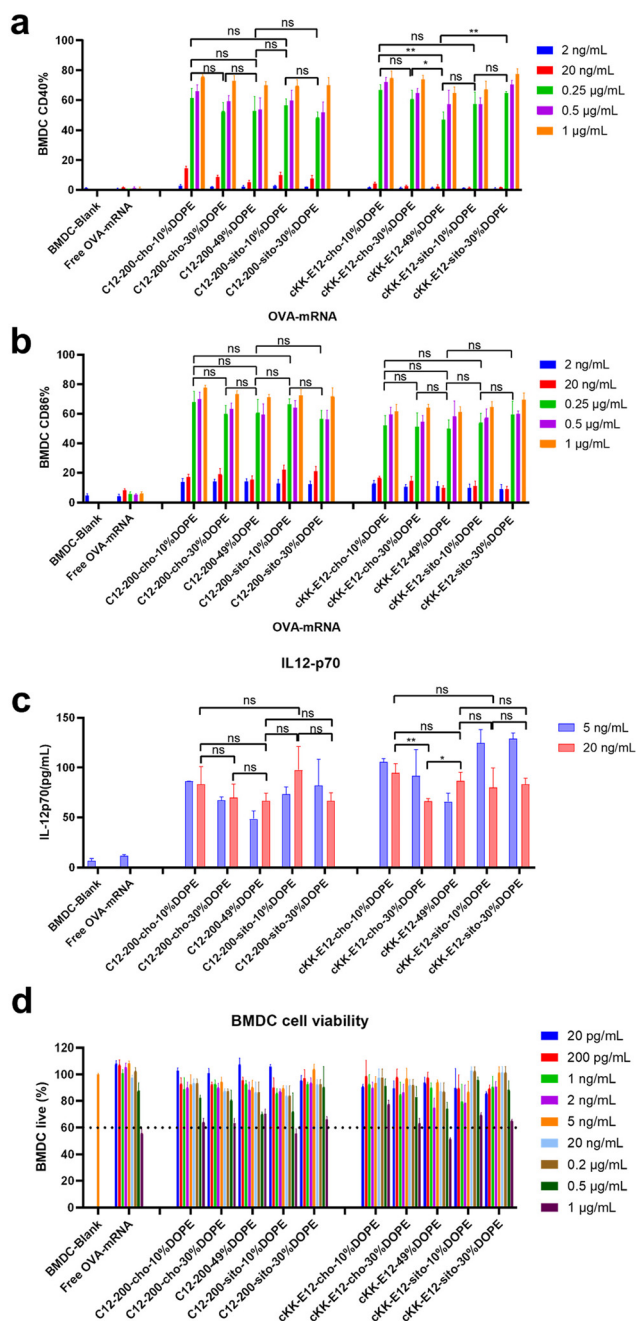 a
BMDC CD40%
100
80
60
40
20
0
ns
ns
ns
ns
ns
ns
ns
**
ns
*
**
ns
ns
2 ng/mL
20 ng/mL
0.25 µg/mL
0.5 µg/mL
1 µg/mL
BMDC-Blank
Free OVA-mRNA
C12-200-cho-10%DOPE
C12-200-cho-30%DOPE
C12-200-49%DOPE
C12-200-sito-10%DOPE
C12-200-sito-30%DOPE
cKK-E12-cho-10%DOPE
cKK-E12-cho-30%DOPE
cKK-E12-49%DOPE
cKK-E12-sito-10%DOPE
cKK-E12-sito-30%DOPE
OVA-mRNA
b
BMDC CD86%
100
80
60
40
20
0
ns
ns
ns
ns
ns
ns
ns
ns
ns
ns
ns
ns
ns
ns
2 ng/mL
20 ng/mL
0.25 µg/mL
0.5 µg/mL
1 µg/mL
BMDC-Blank
Free OVA-mRNA
C12-200-cho-10%DOPE
C12-200-cho-30%DOPE
C12-200-49%DOPE
C12-200-sito-10%DOPE
C12-200-sito-30%DOPE
cKK-E12-cho-10%DOPE
cKK-E12-cho-30%DOPE
cKK-E12-49%DOPE
cKK-E12-sito-10%DOPE
cKK-E12-sito-30%DOPE
OVA-mRNA
IL12-p70
c
IL-12p70(pg/mL)
150
100
50
0
ns
ns
ns
ns
ns
ns
ns
ns
ns
**
*
ns
ns
ns
5 ng/mL
20 ng/mL
BMDC-Blank
Free OVA-mRNA
C12-200-cho-10%DOPE
C12-200-cho-30%DOPE
C12-200-49%DOPE
C12-200-sito-10%DOPE
C12-200-sito-30%DOPE
cKK-E12-cho-10%DOPE
cKK-E12-cho-30%DOPE
cKK-E12-49%DOPE
cKK-E12-sito-10%DOPE
cKK-E12-sito-30%DOPE
d
BMDC cell viability
BMDC live (%)
120
100
80
60
40
20
0
20 pg/mL
200 pg/mL
1 ng/mL
2 ng/mL
5 ng/mL
20 ng/mL
0.2 µg/mL
0.5 µg/mL
1 µg/mL
BMDC-Blank
Free OVA-mRNA
C12-200-cho-10%DOPE
C12-200-cho-30%DOPE
C12-200-49%DOPE
C12-200-sito-10%DOPE
C12-200-sito-30%DOPE
cKK-E12-cho-10%DOPE
cKK-E12-cho-30%DOPE
cKK-E12-49%DOPE
cKK-E12-sito-10%DOPE
cKK-E12-sito-30%DOPE